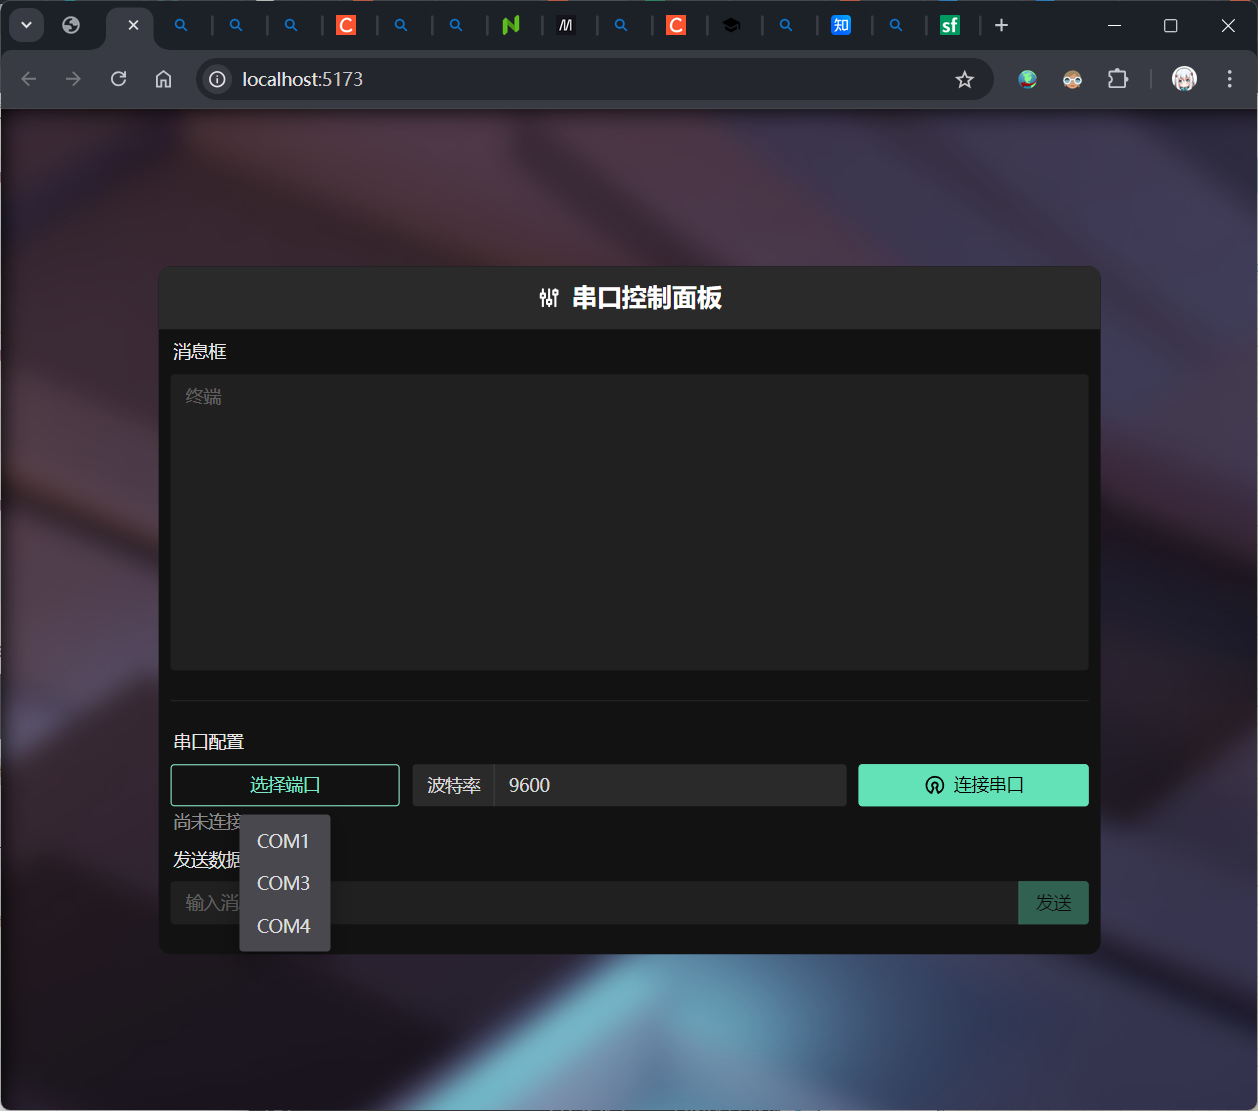 localhost:5173
串口控制面板
消息框
终端
串口配置
选择端口
波特率 9600
连接串口
尚未连接
COM1
发送数据
COM3
输入消
发送
COM4